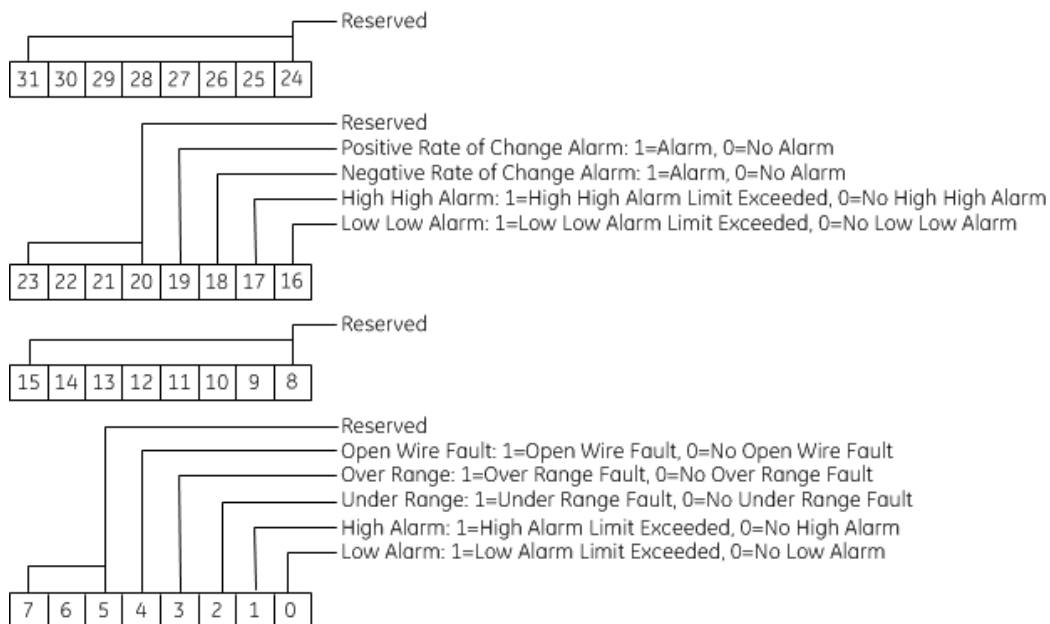 Reserved
31 30 29 28 27 26 25 24
Reserved
Positive Rate of Change Alarm: 1=Alarm, 0=No Alarm
Negative Rate of Change Alarm: 1=Alarm, 0=No Alarm
High High Alarm: 1=High High Alarm Limit Exceeded, 0=No High High Alarm
Low Low Alarm: 1=Low Low Alarm Limit Exceeded, 0=No Low Low Alarm
23 22 21 20 19 18 17 16
Reserved
15 14 13 12 11 10 9 8
Reserved
Open Wire Fault: 1=Open Wire Fault, 0=No Open Wire Fault
Over Range: 1=Over Range Fault, 0=No Over Range Fault
Under Range: 1=Under Range Fault, 0=No Under Range Fault
High Alarm: 1=High Alarm Limit Exceeded, 0=No High Alarm
Low Alarm: 1=Low Alarm Limit Exceeded, 0=No Low Alarm
7 6 5 4 3 2 1 0